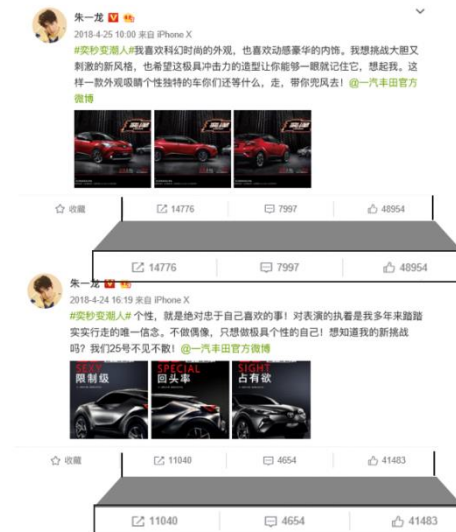 朱一龙
2018-4-25 10:00 来自 iPhone X
#奕秒变潮人#我喜欢科幻时尚的外观，也喜欢动感豪华的内饰。我想挑战大胆又
刺激的新风格，也希望这极具冲击力的造型让你能够一眼就记住它，想起我。这
样一款外观吸睛个性独特的车你们还等什么，走，带你兜风去！@一汽丰田官方
微博
收藏 14776 7997 48954
14776 7997 48954
朱一龙
2018-4-24 16:19 来自 iPhone X
#奕秒变潮人# 个性，就是绝对忠于自己喜欢的事！对表演的执着是我多年来踏踏
实实行走的唯一信念。不做偶像，只想做极具个性的自己！想知道我的新挑战
吗？我们25号不见不散！@一汽丰田官方微博
SEXY SPECIAL SIGHT
限制级 回头率 占有欲
收藏 11040 4654 41483
11040 4654 41483